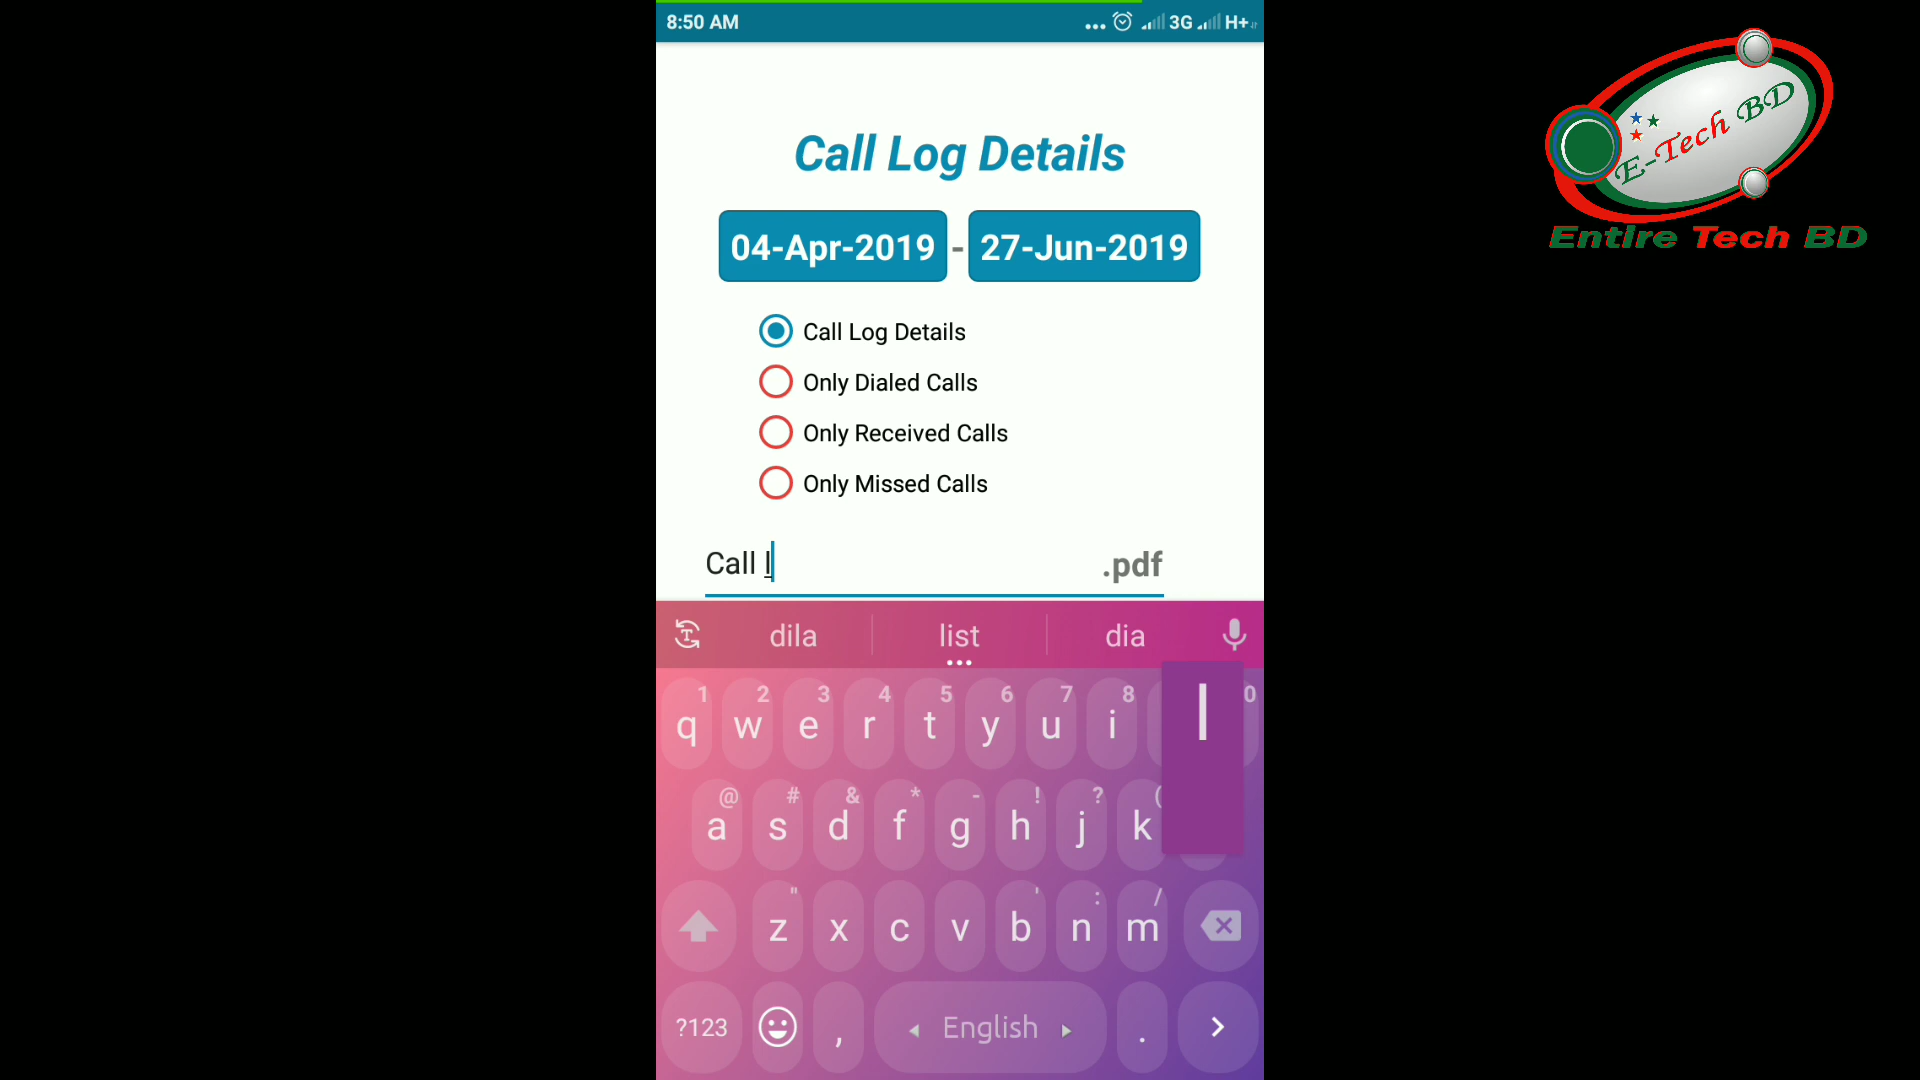 8:50 AM
3G H+
E-Tech BD
Entire Tech BD
Call Log Details
04-Apr-2019 - 27-Jun-2019
Call Log Details
Only Dialed Calls
Only Received Calls
Only Missed Calls
Call l .pdf
dila list dia
1 2 3 4 5 6 7 8 0
q w e r t y u i
l
@ # & * - ! ? (
a s d f g h j k
" ' : /
z x c v b n m
?123 , English .